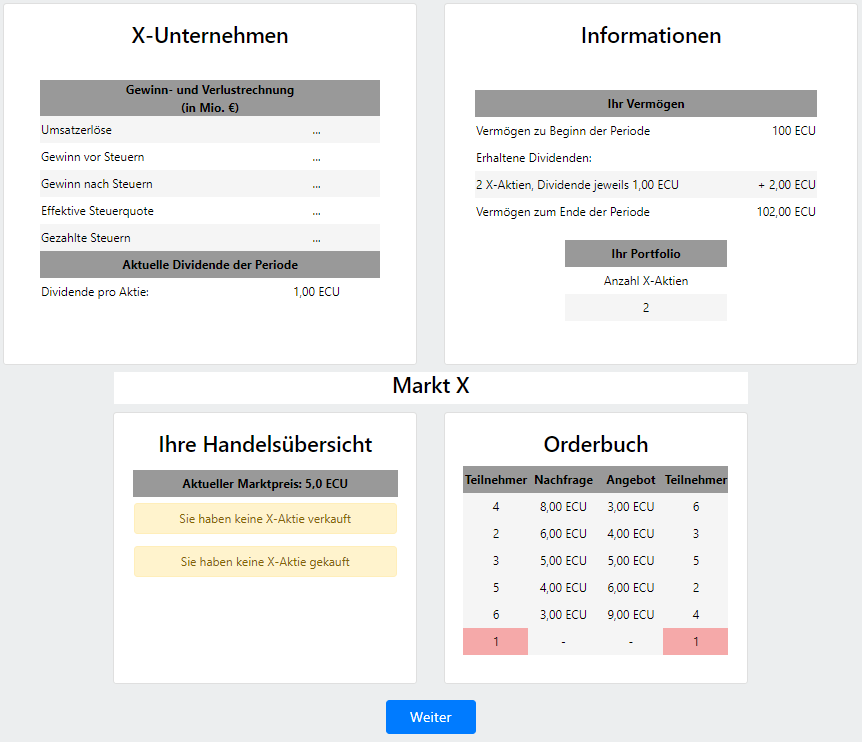 X-Unternehmen
Gewinn- und Verlustrechnung
(in Mio. €)
Umsatzerlöse ...
Gewinn vor Steuern ...
Gewinn nach Steuern ...
Effektive Steuerquote ...
Gezahlte Steuern ...
Aktuelle Dividende der Periode
Dividende pro Aktie: 1,00 ECU
Informationen
Ihr Vermögen
Vermögen zu Beginn der Periode 100 ECU
Erhaltene Dividenden:
2 X-Aktien, Dividende jeweils 1,00 ECU + 2,00 ECU
Vermögen zum Ende der Periode 102,00 ECU
Ihr Portfolio
Anzahl X-Aktien
2
Markt X
Ihre Handelsübersicht
Aktueller Marktpreis: 5,0 ECU
Sie haben keine X-Aktie verkauft
Sie haben keine X-Aktie gekauft
Orderbuch
Teilnehmer Nachfrage Angebot Teilnehmer
4 8,00 ECU 3,00 ECU 6
2 6,00 ECU 4,00 ECU 3
3 5,00 ECU 5,00 ECU 5
5 4,00 ECU 6,00 ECU 2
6 3,00 ECU 9,00 ECU 4
1 - - 1
Weiter